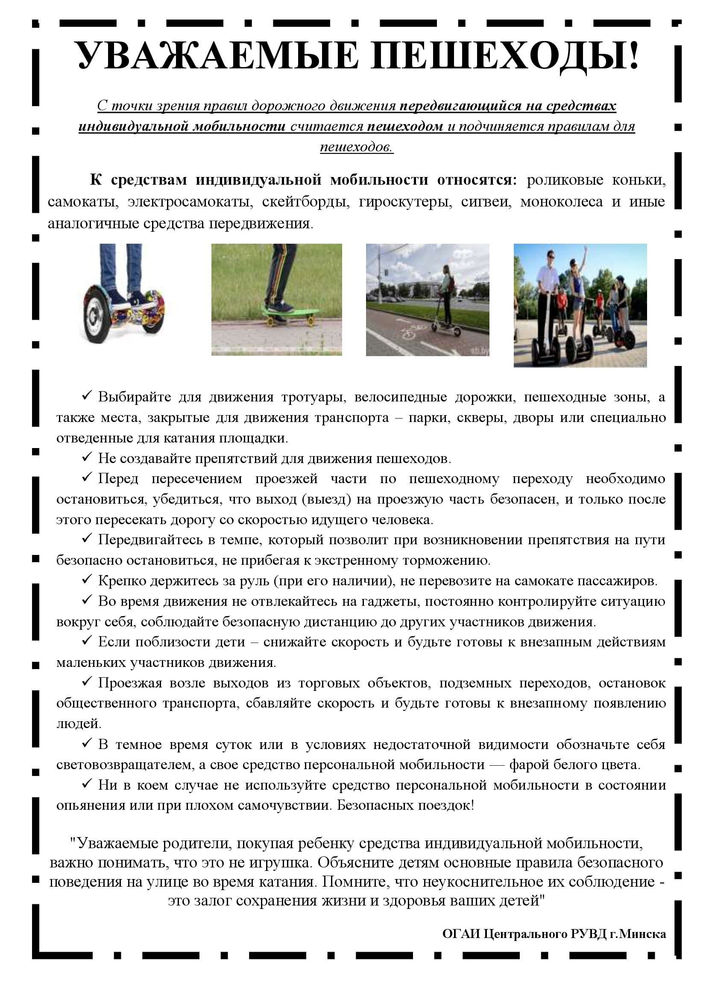 УВАЖАЕМЫЕ ПЕШЕХОДЫ!
С точки зрения правил дорожного движения передвигающийся на средствах
индивидуальной мобильности считается пешеходом и подчиняется правилам для
пешеходов.
К средствам индивидуальной мобильности относятся: роликовые коньки,
самокаты, электросамокаты, скейтборды, гироскутеры, сигвеи, моноколеса и иные
аналогичные средства передвижения.
✓ Выбирайте для движения тротуары, велосипедные дорожки, пешеходные зоны, а
также места, закрытые для движения транспорта – парки, скверы, дворы или специально
отведенные для катания площадки.
✓ Не создавайте препятствий для движения пешеходов.
✓ Перед пересечением проезжей части по пешеходному переходу необходимо
остановиться, убедиться, что выход (выезд) на проезжую часть безопасен, и только после
этого пересекать дорогу со скоростью идущего человека.
✓ Передвигайтесь в темпе, который позволит при возникновении препятствия на пути
безопасно остановиться, не прибегая к экстренному торможению.
✓ Крепко держитесь за руль (при его наличии), не перевозите на самокате пассажиров.
✓ Во время движения не отвлекайтесь на гаджеты, постоянно контролируйте ситуацию
вокруг себя, соблюдайте безопасную дистанцию до других участников движения.
✓ Если поблизости дети – снижайте скорость и будьте готовы к внезапным действиям
маленьких участников движения.
✓ Проезжая возле выходов из торговых объектов, подземных переходов, остановок
общественного транспорта, сбавляйте скорость и будьте готовы к внезапному появлению
людей.
✓ В темное время суток или в условиях недостаточной видимости обозначьте себя
световозвращателем, а свое средство персональной мобильности — фарой белого цвета.
✓ Ни в коем случае не используйте средство персональной мобильности в состоянии
опьянения или при плохом самочувствии. Безопасных поездок!
"Уважаемые родители, покупая ребенку средства индивидуальной мобильности,
важно понимать, что это не игрушка. Объясните детям основные правила безопасного
поведения на улице во время катания. Помните, что неукоснительное их соблюдение -
это залог сохранения жизни и здоровья ваших детей"
ОГАИ Центрального РУВД г.Минска